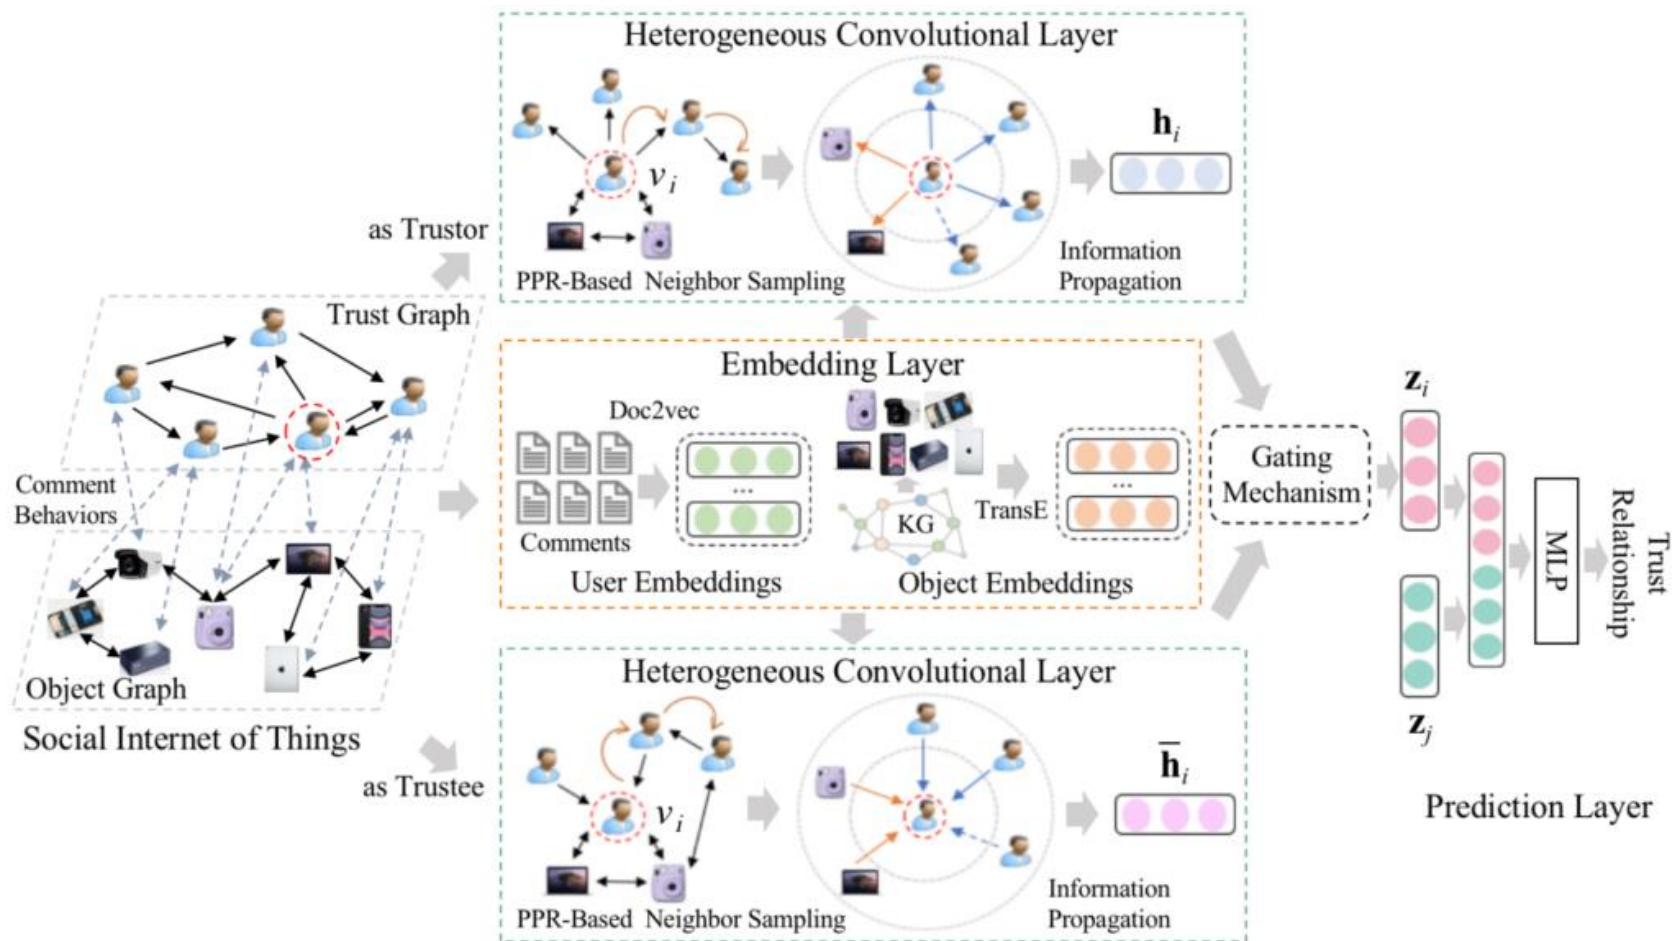 Heterogeneous Convolutional Layer
v_i
h_i
PPR-Based Neighbor Sampling
Information
Propagation
as Trustor
Trust Graph
Comment
Behaviors
Object Graph
Social Internet of Things
as Trustee
Embedding Layer
Doc2vec
...
Comments
User Embeddings
KG
TransE
...
Object Embeddings
Gating
Mechanism
z_i
z_j
MLP
Trust
Relationship
Prediction Layer
Heterogeneous Convolutional Layer
v_i
h̅_i
PPR-Based Neighbor Sampling
Information
Propagation